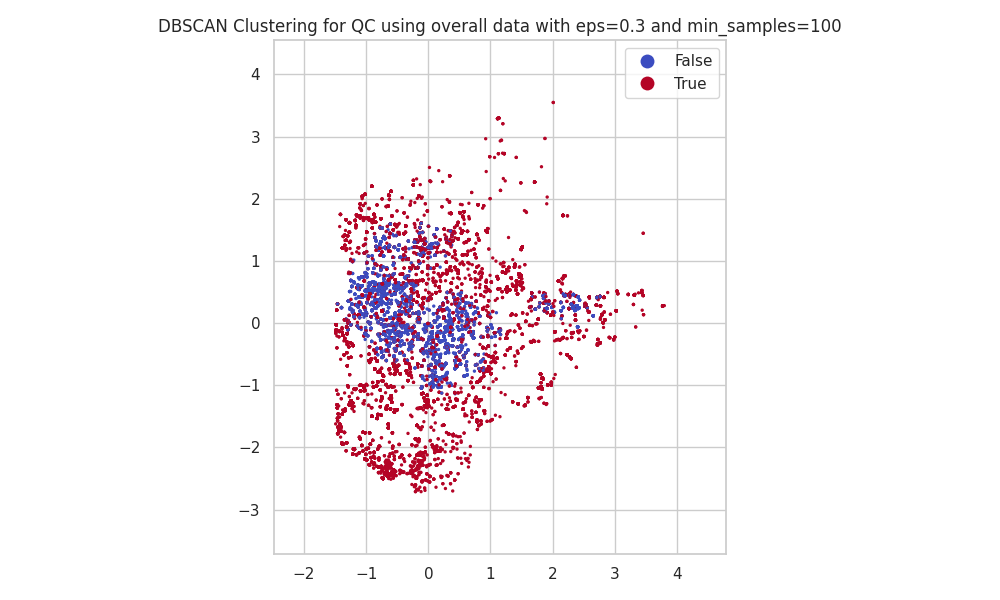 DBSCAN Clustering for QC using overall data with eps=0.3 and min_samples=100
False
True
4
3
2
1
0
−1
−2
−3
−2 −1 0 1 2 3 4